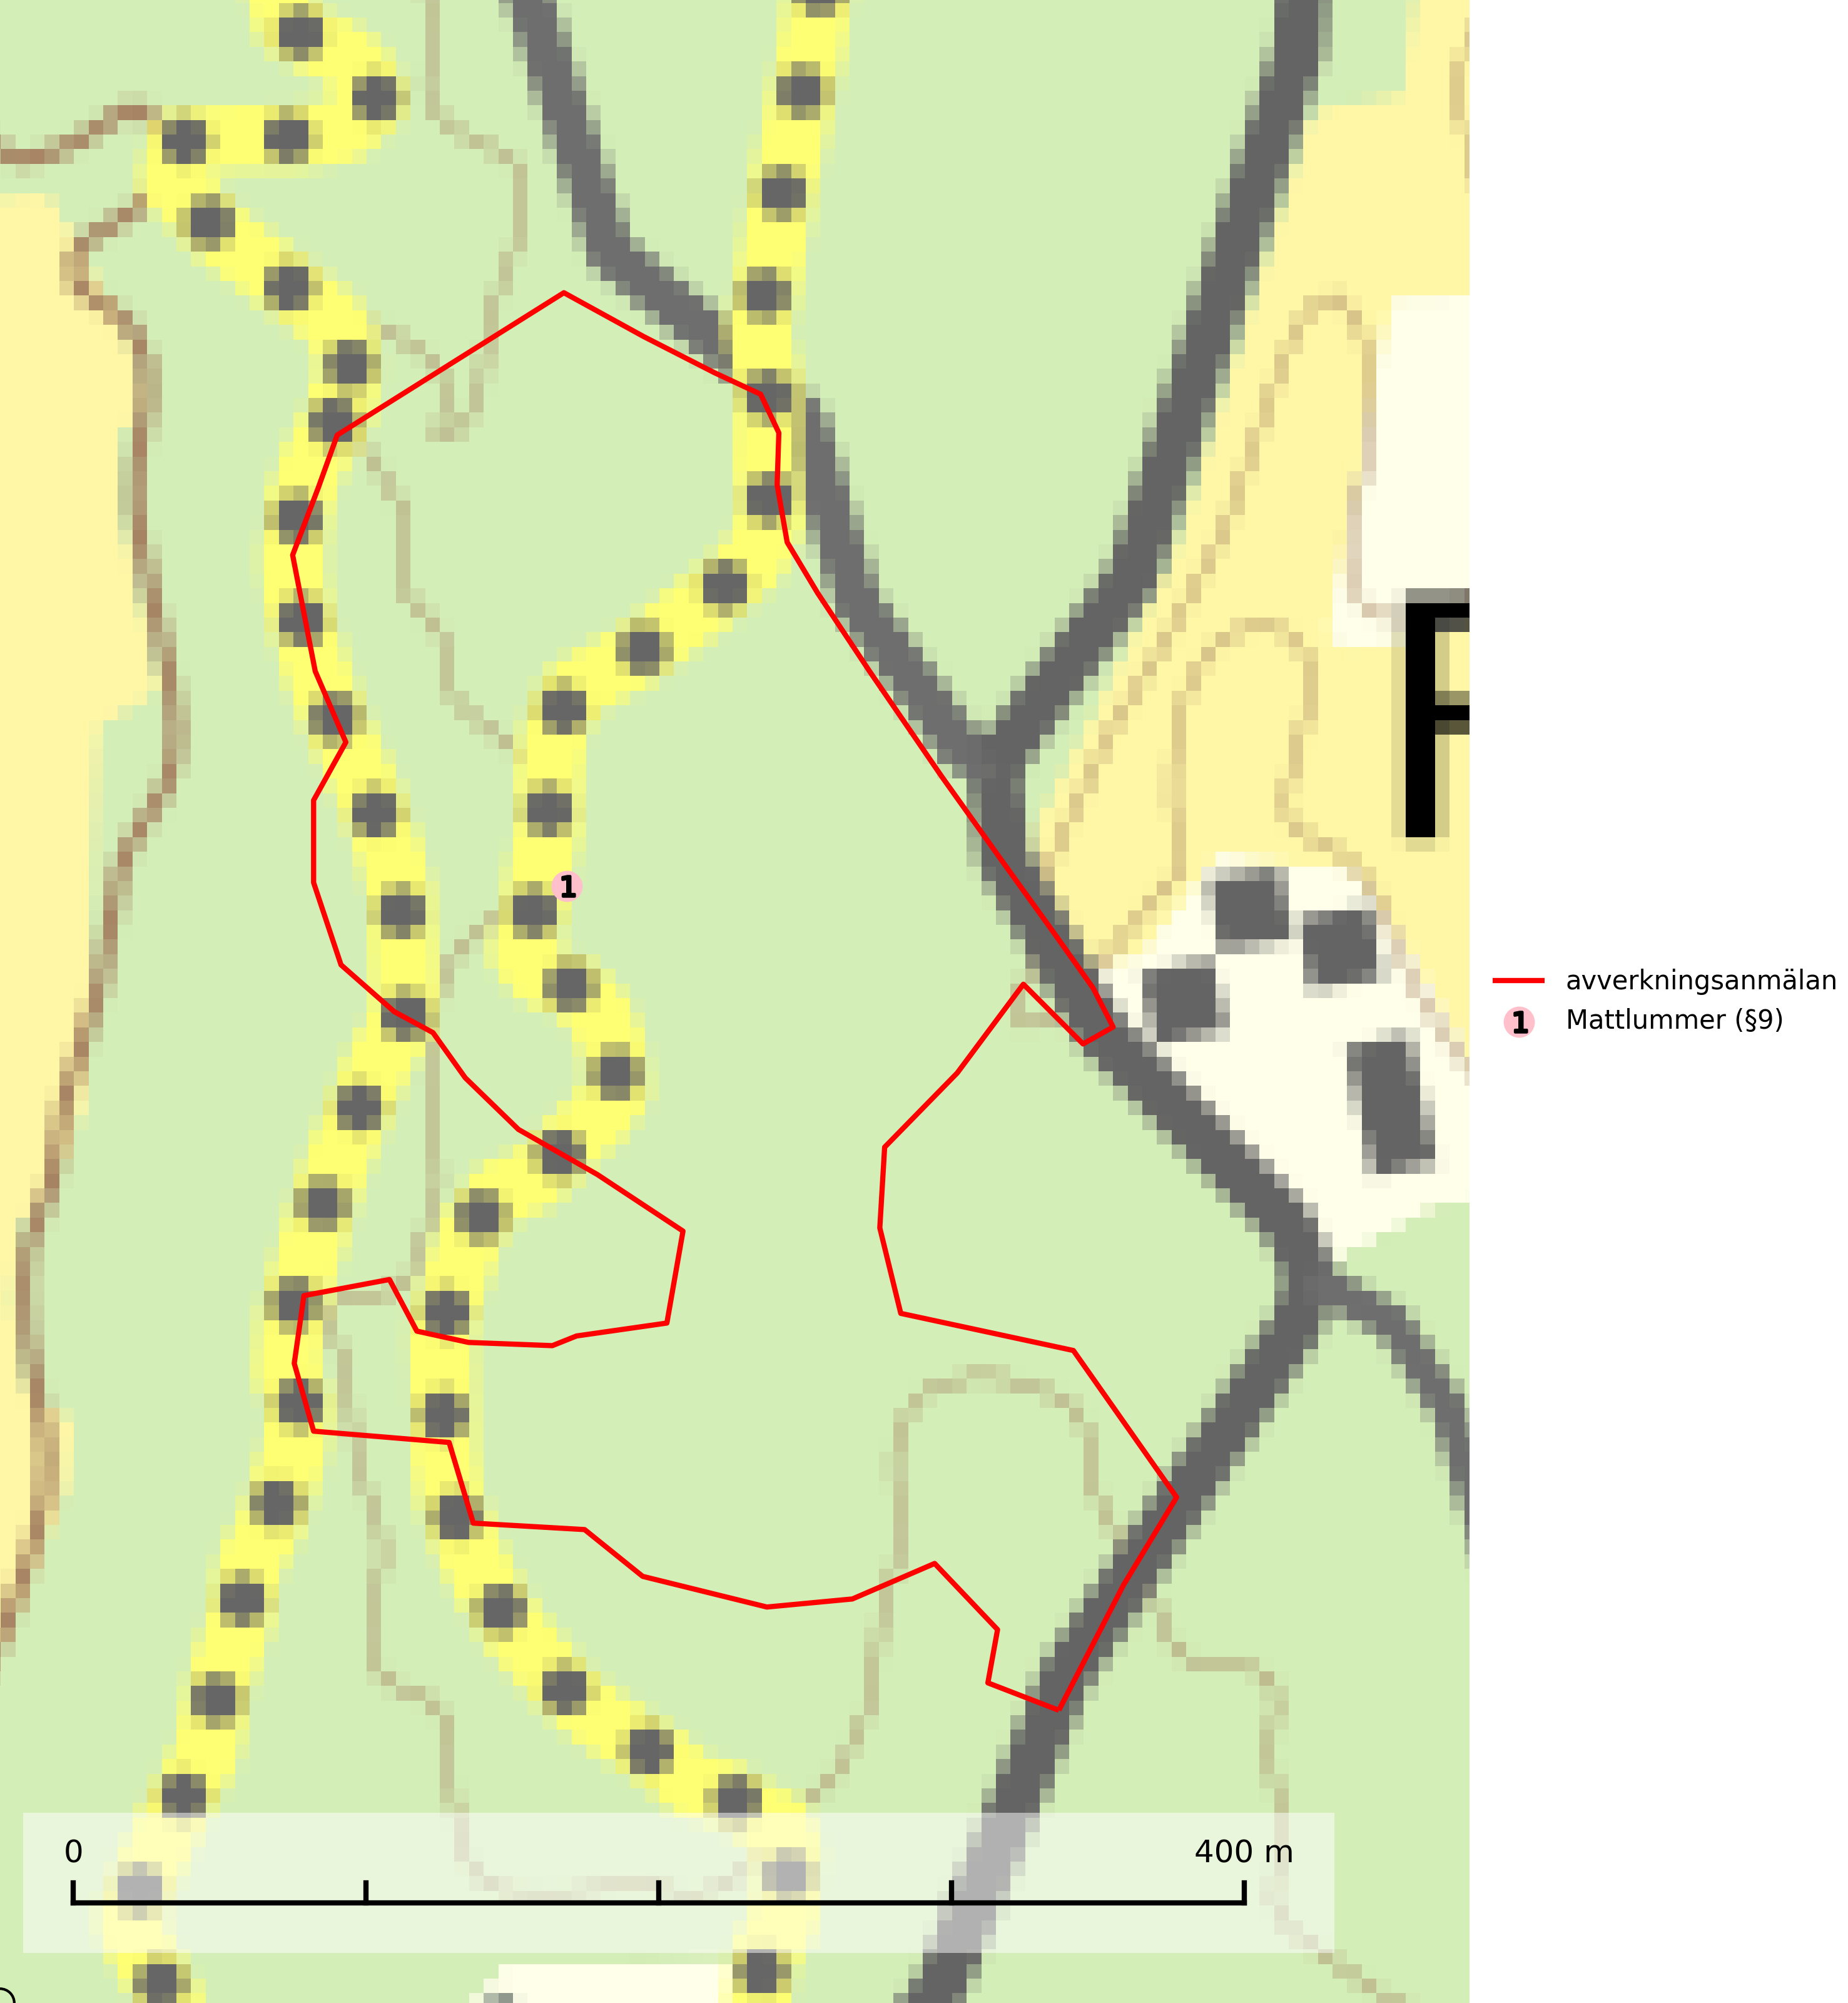 F
1
avverkningsanmälan
1 Mattlummer (§9)
0 400 m